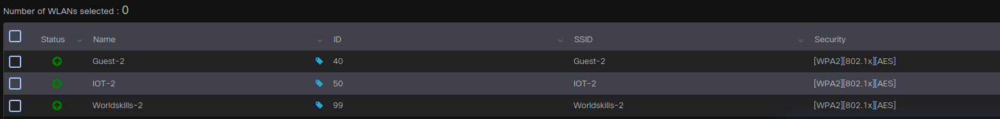 Number of WLANs selected : 0
Status Name ID SSID Security
Guest-2 40 Guest-2 [WPA2][802.1x][AES]
IOT-2 50 IOT-2 [WPA2][802.1x][AES]
Worldskills-2 99 Worldskills-2 [WPA2][802.1x][AES]